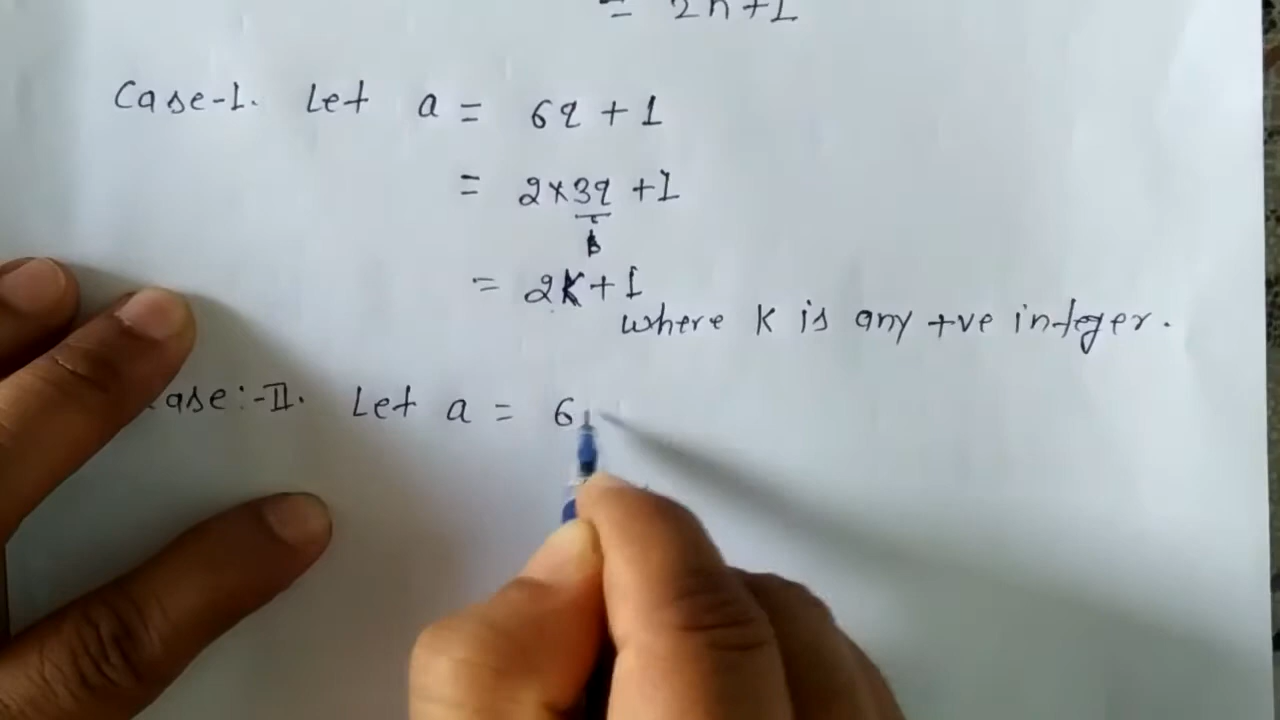 = 2n+1
Case-I. Let a = 6q + 1
= 2×3q +1
k
= 2K+1
where K is any +ve integer.
ase:-II. Let a = 6